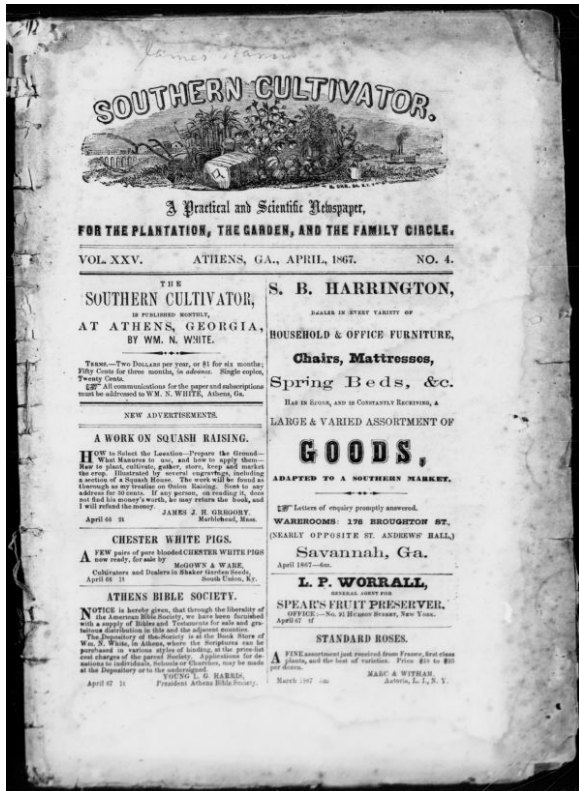 James
SOUTHERN CULTIVATOR.
A Practical and Scientific Newspaper,
FOR THE PLANTATION, THE GARDEN, AND THE FAMILY CIRCLE.
VOL. XXV. ATHENS, GA., APRIL, 1867. NO. 4.
THE
SOUTHERN CULTIVATOR,
IS PUBLISHED MONTHLY,
AT ATHENS, GEORGIA,
BY WM. N. WHITE.
TERMS.—TWO DOLLARS per year, or $1 for six months;
Fifty Cents for three months, in advance. Single copies,
Twenty Cents.
☞ All communications for the paper and subscriptions
must be addressed to WM. N. WHITE, Athens, Ga.
NEW ADVERTISEMENTS.
A WORK ON SQUASH RAISING.
HOW to Select the Location—Prepare the Ground—
What Manures to use, and how to apply them—
How to plant, cultivate, gather, store, keep and market
the crop. Illustrated by several engravings, including
a section of a Squash House. The work will be found as
thorough as my treatise on Onion Raising. Sent to any
address for 30 cents. If any person, on reading it, does
not find his money's worth, he may return the book, and
I will refund the money.
JAMES J. H. GREGORY.
April 66 2t Marblehead, Mass.
CHESTER WHITE PIGS.
A FEW pairs of pure blooded CHESTER WHITE PIGS
now ready, for sale by
McGOWN & WARE,
Cultivators and Dealers in Shaker Garden Seeds,
April 66 1t South Union, Ky.
ATHENS BIBLE SOCIETY.
NOTICE is hereby given, that through the liberality of
the American Bible Society, we have been furnished
with a supply of Bibles and Testaments for sale and gra-
tuitous distribution in this and the adjacent counties.
The Depository of the Society is at the Book Store of
Wm. N. White, in Athens, where the Scriptures can be
purchased in various styles of binding, at the price-list
cost charges of the parent Society. Applications for do-
nations to individuals, Schools or Churches, may be made
at the Depository or to the undersigned.
YOUNG L. G. HARRIS,
April 67 1t President Athens Bible Society.
S. B. HARRINGTON,
DEALER IN EVERY VARIETY OF
HOUSEHOLD & OFFICE FURNITURE,
Chairs, Mattresses,
Spring Beds, &c.
HAS IN STORE, AND IS CONSTANTLY RECEIVING, A
LARGE & VARIED ASSORTMENT OF
GOODS,
ADAPTED TO A SOUTHERN MARKET.
☞ Letters of enquiry promptly answered.
WAREROOMS: 178 BROUGHTON ST.,
(NEARLY OPPOSITE ST. ANDREWS' HALL,)
Savannah, Ga.
April 1867—6m.
L. P. WORRALL,
GENERAL AGENT FOR
SPEAR'S FRUIT PRESERVER,
OFFICE:—No. 91 HUDSON STREET, NEW YORK.
April 67 tf
STANDARD ROSES.
A FINE assortment just received from France, first class
plants, and the best of varieties. Price $18 to $25
per dozen.
MARC & WITHAM,
March 1867 Astoria, L. I., N. Y.